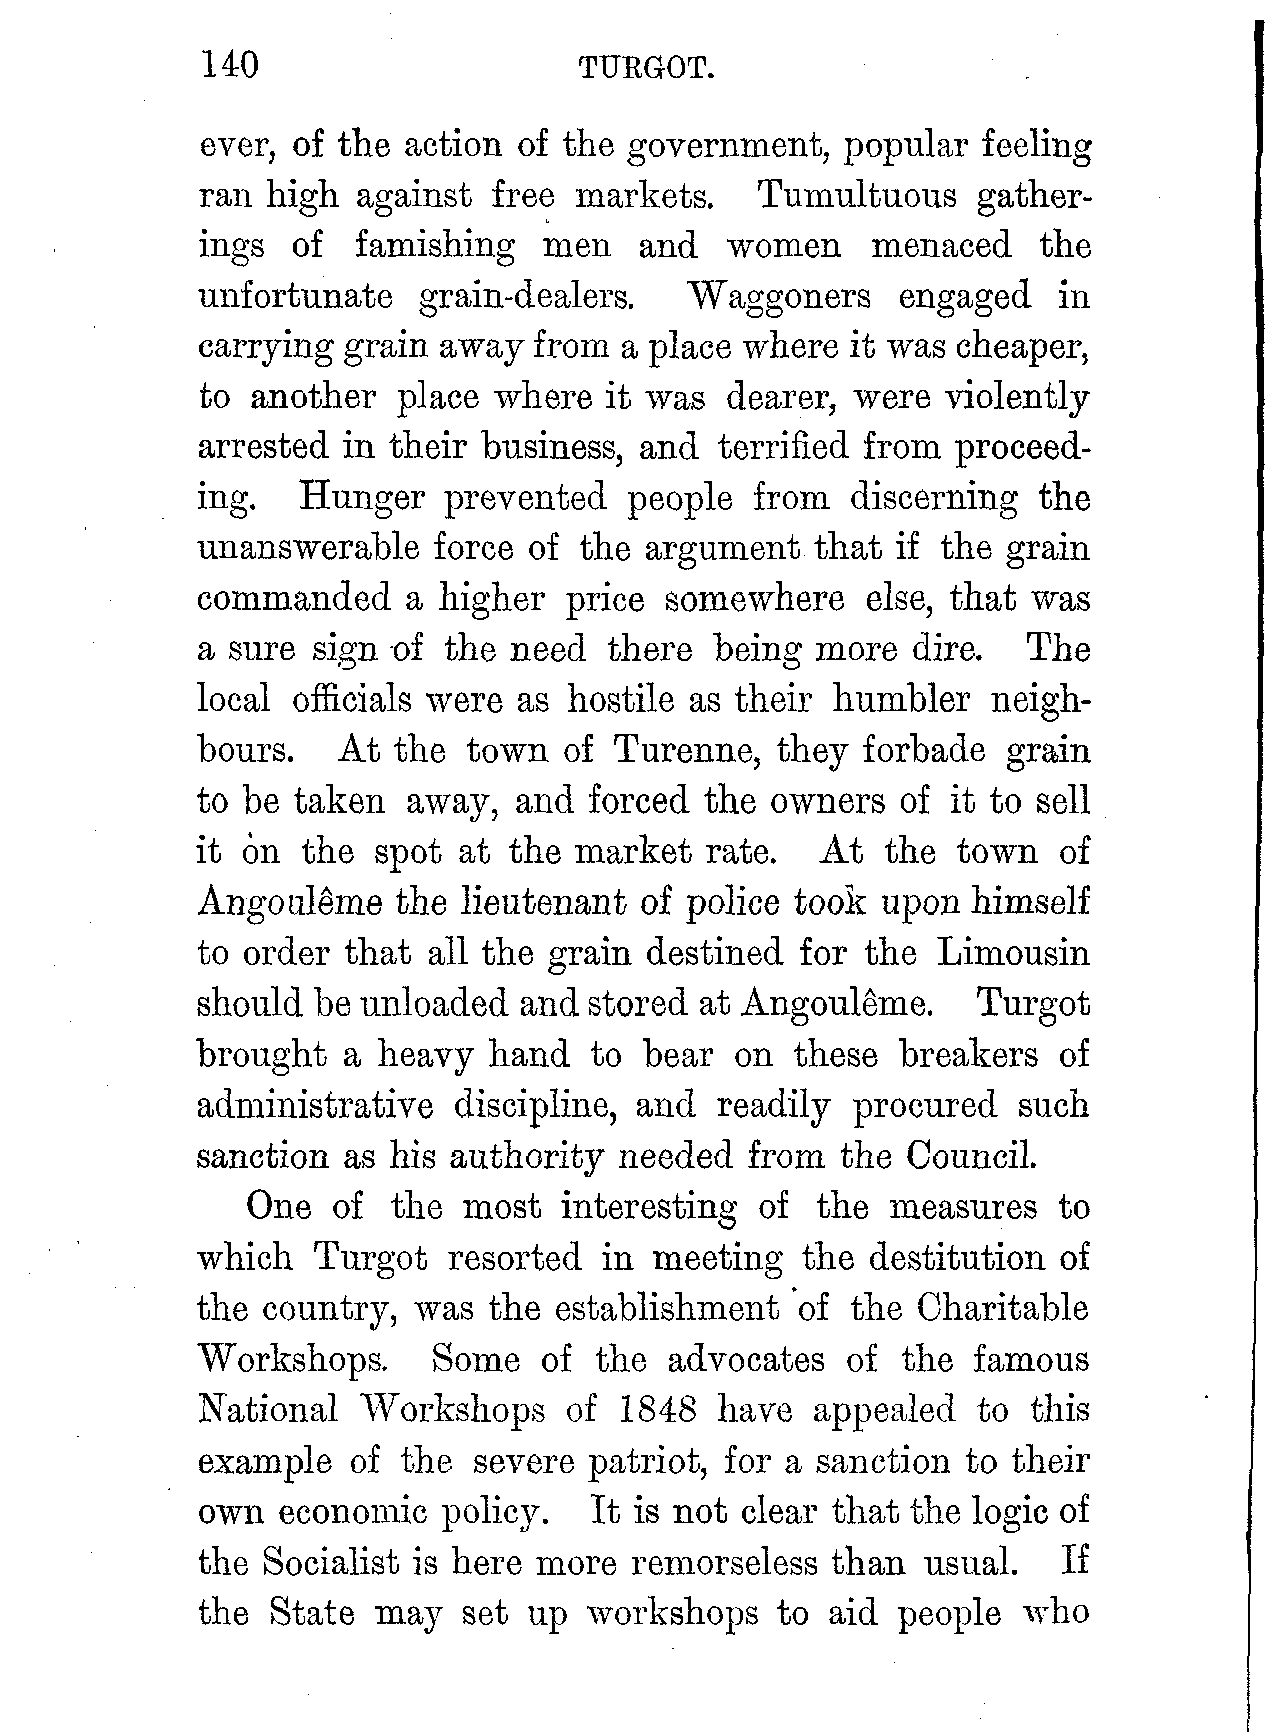 140 TURGOT.
ever, of the action of the government, popular feeling
ran high against free markets. Tumultuous gather-
ings of famishing men and women menaced the
unfortunate grain-dealers. Waggoners engaged in
carrying grain away from a place where it was cheaper,
to another place where it was dearer, were violently
arrested in their business, and terrified from proceed-
ing. Hunger prevented people from discerning the
unanswerable force of the argument that if the grain
commanded a higher price somewhere else, that was
a sure sign of the need there being more dire. The
local officials were as hostile as their humbler neigh-
bours. At the town of Turenne, they forbade grain
to be taken away, and forced the owners of it to sell
it on the spot at the market rate. At the town of
Angoulême the lieutenant of police took upon himself
to order that all the grain destined for the Limousin
should be unloaded and stored at Angoulême. Turgot
brought a heavy hand to bear on these breakers of
administrative discipline, and readily procured such
sanction as his authority needed from the Council.
One of the most interesting of the measures to
which Turgot resorted in meeting the destitution of
the country, was the establishment of the Charitable
Workshops. Some of the advocates of the famous
National Workshops of 1848 have appealed to this
example of the severe patriot, for a sanction to their
own economic policy. It is not clear that the logic of
the Socialist is here more remorseless than usual. If
the State may set up workshops to aid people who